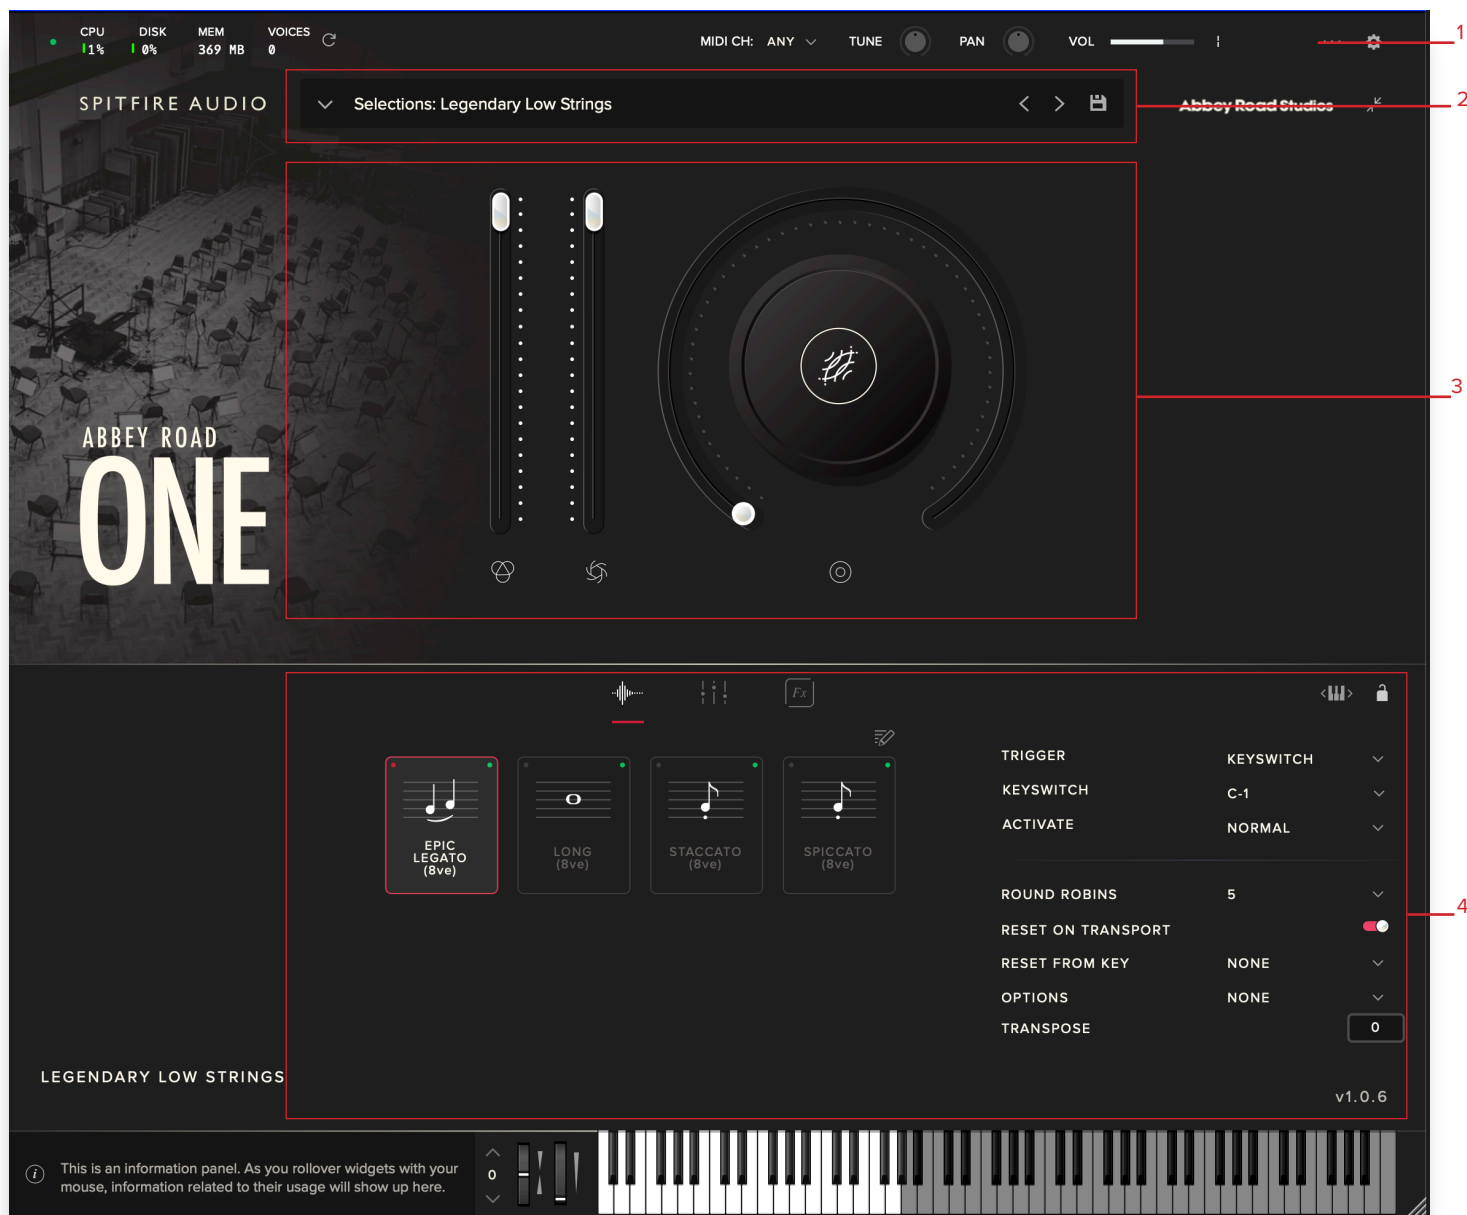 CPU DISK MEM VOICES
1% 0% 369 MB 0
MIDI CH: ANY TUNE PAN VOL
1
SPITFIRE AUDIO
Selections: Legendary Low Strings
Abbey Road Studios
2
3
ABBEY ROAD
ONE
Fx
TRIGGER KEYSWITCH
KEYSWITCH C-1
ACTIVATE NORMAL
EPIC
LEGATO
(8ve)
LONG
(8ve)
STACCATO
(8ve)
SPICCATO
(8ve)
ROUND ROBINS 5
4
RESET ON TRANSPORT
RESET FROM KEY NONE
OPTIONS NONE
TRANSPOSE 0
LEGENDARY LOW STRINGS
v1.0.6
i
This is an information panel. As you rollover widgets with your
mouse, information related to their usage will show up here.
0